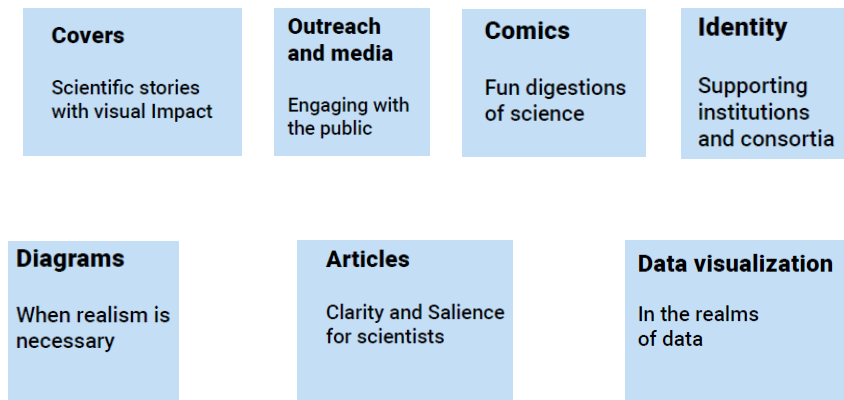 Covers
Scientific stories
with visual Impact
Outreach
and media
Engaging with
the public
Comics
Fun digestions
of science
Identity
Supporting
institutions
and consortia
Diagrams
When realism is
necessary
Articles
Clarity and Salience
for scientists
Data visualization
In the realms
of data